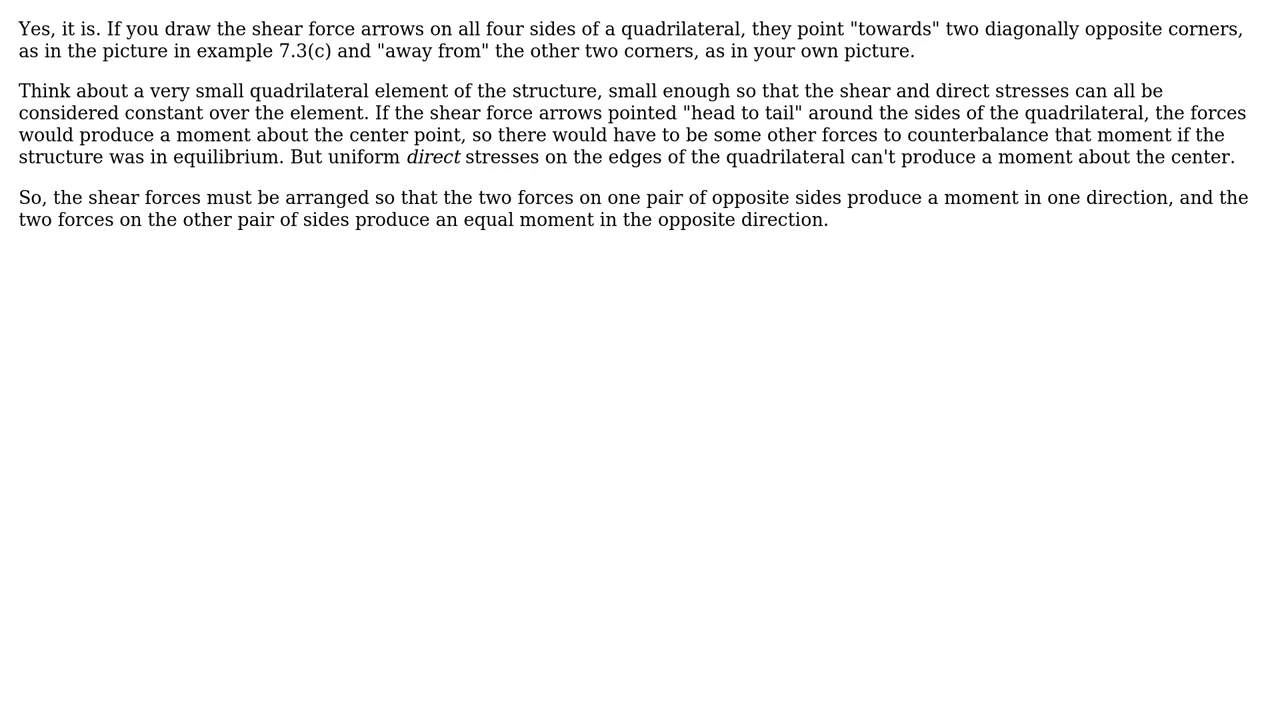 Yes, it is. If you draw the shear force arrows on all four sides of a quadrilateral, they point "towards" two diagonally opposite corners,
as in the picture in example 7.3(c) and "away from" the other two corners, as in your own picture.
Think about a very small quadrilateral element of the structure, small enough so that the shear and direct stresses can all be
considered constant over the element. If the shear force arrows pointed "head to tail" around the sides of the quadrilateral, the forces
would produce a moment about the center point, so there would have to be some other forces to counterbalance that moment if the
structure was in equilibrium. But uniform direct stresses on the edges of the quadrilateral can't produce a moment about the center.
So, the shear forces must be arranged so that the two forces on one pair of opposite sides produce a moment in one direction, and the
two forces on the other pair of sides produce an equal moment in the opposite direction.